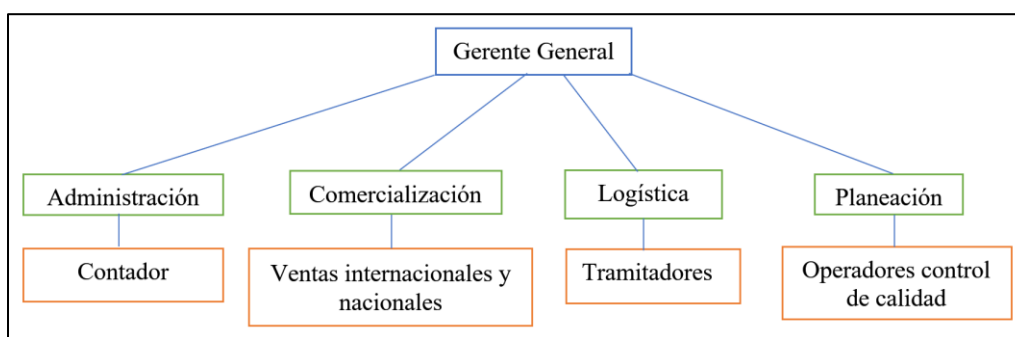 Gerente General
Administración
Comercialización
Logística
Planeación
Contador
Ventas internacionales y
nacionales
Tramitadores
Operadores control
de calidad